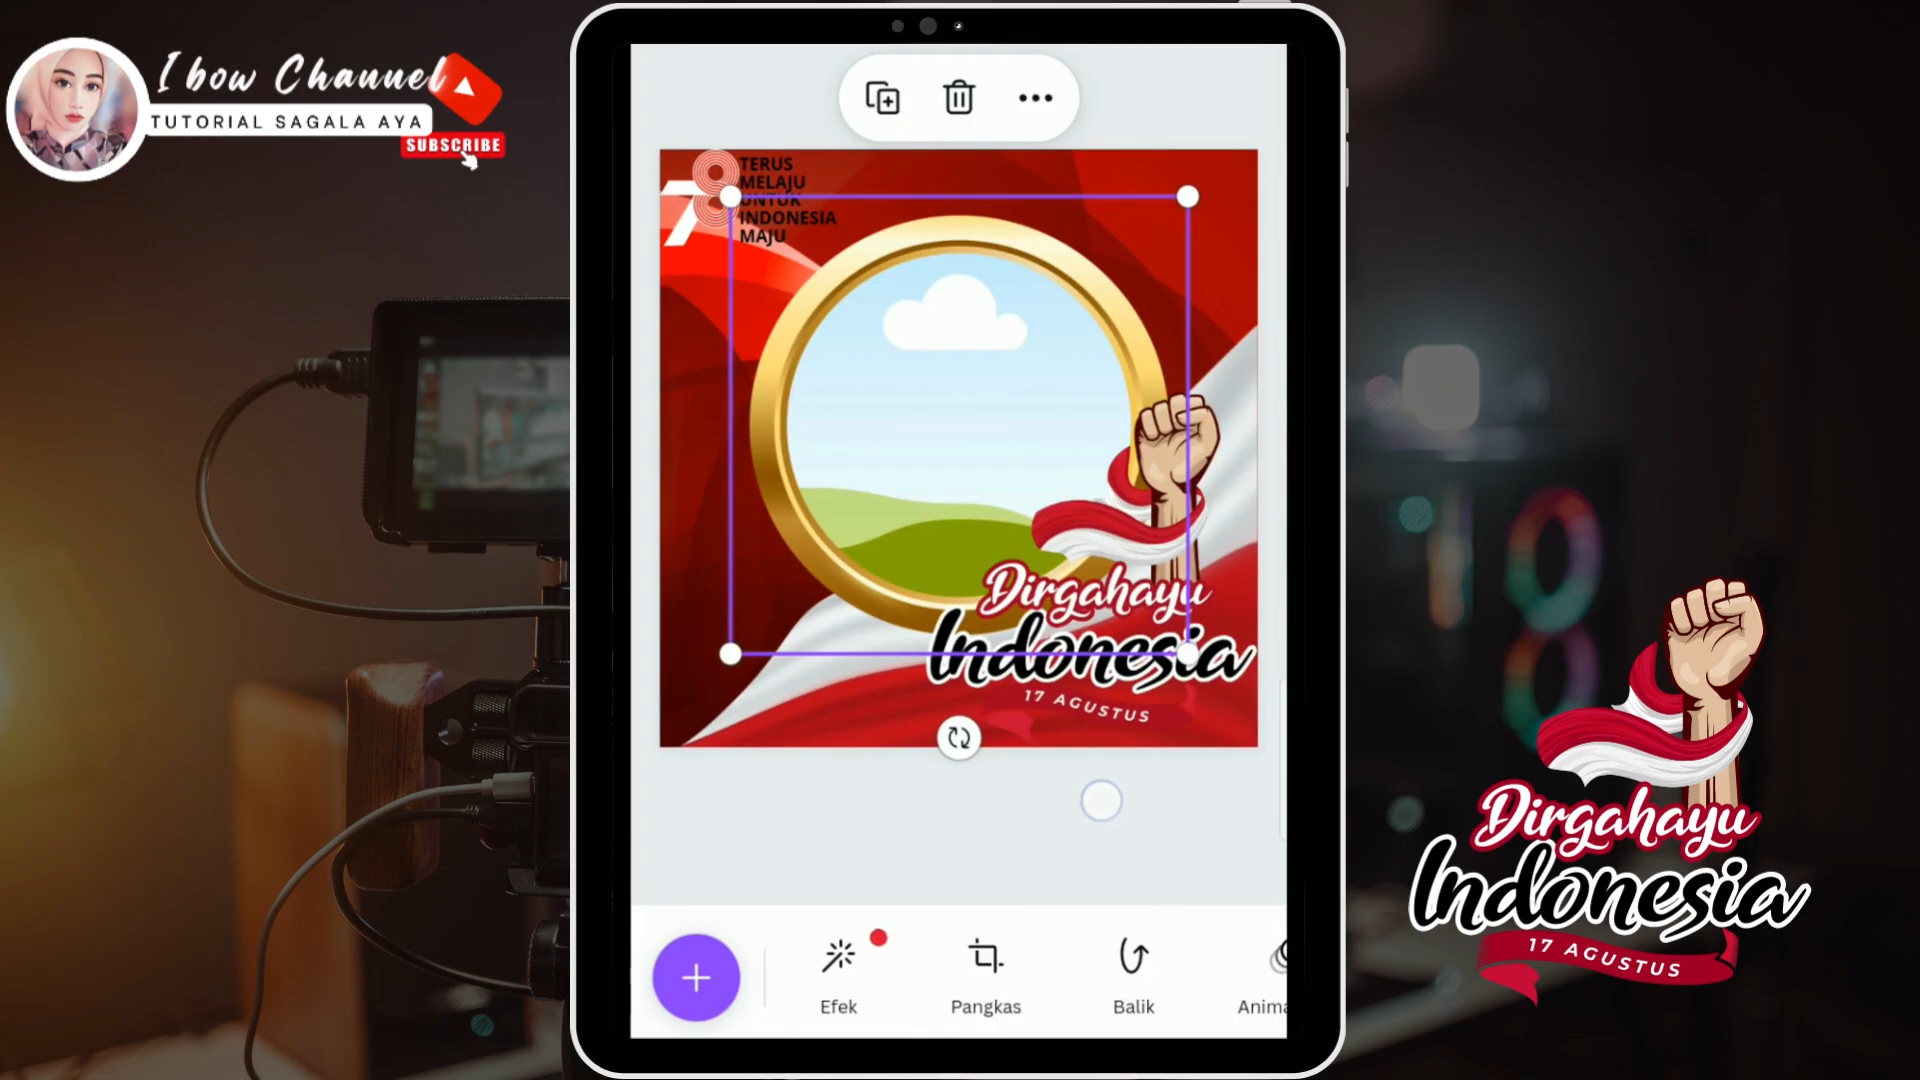 I bow Channel
TUTORIAL SAGALA AYA
SUBSCRIBE
78
TERUS
MELAJU
UNTUK
INDONESIA
MAJU
Dirgahayu
Indonesia
17 AGUSTUS
Efek
Pangkas
Balik
Anima
Dirgahayu
Indonesia
17 AGUSTUS